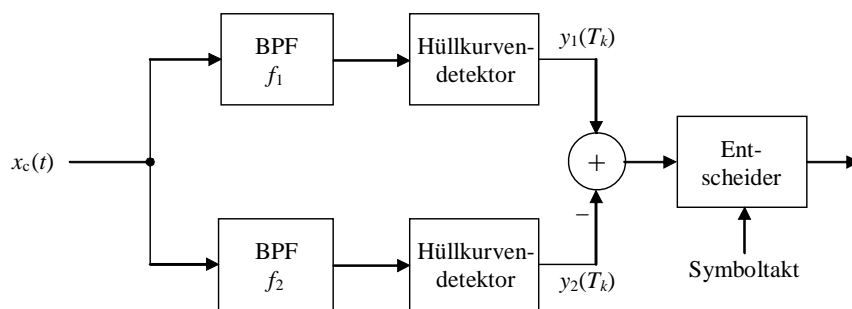 BPF
f1
Hüllkurven-
detektor
y1(Tk)
xc(t)
+
Ent-
scheider
−
BPF
f2
Hüllkurven-
detektor
y2(Tk)
Symboltakt